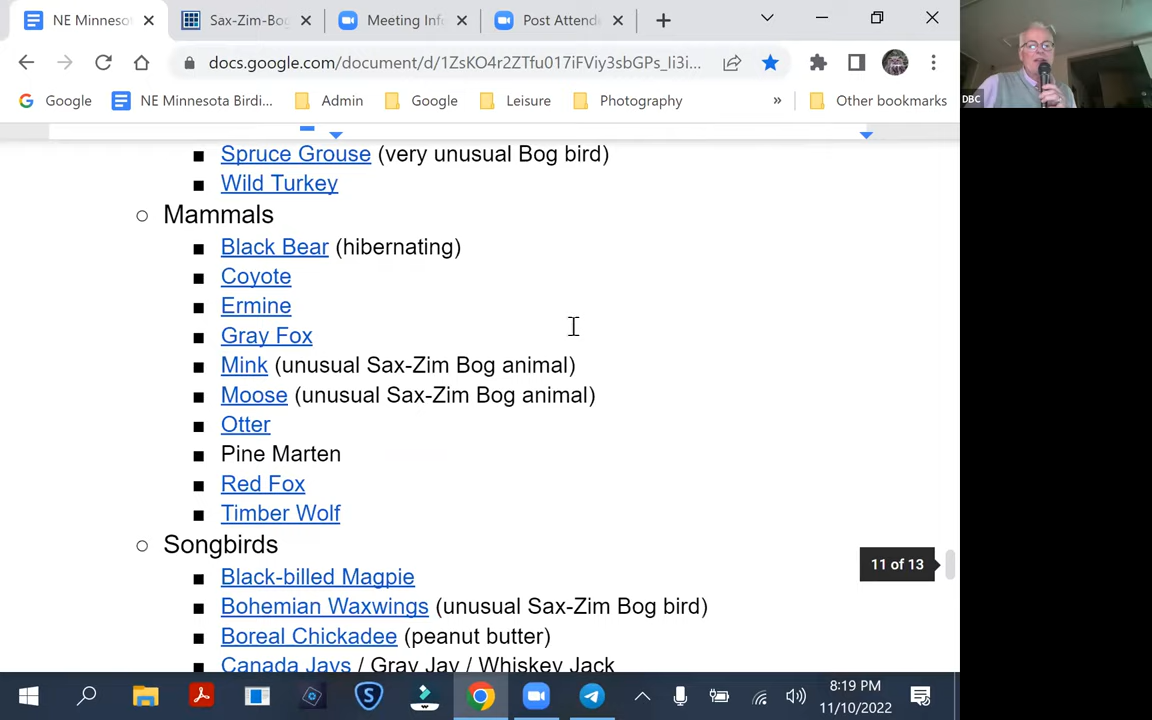 NE Minnesot
Sax-Zim-Bog
Meeting Info
Post Attende
docs.google.com/document/d/1ZsKO4r2ZTfu017iFViy3sbGPs_Ii3i...
Google
NE Minnesota Birdi...
Admin
Google
Leisure
Photography
»
Other bookmarks
DBC
■ Spruce Grouse (very unusual Bog bird)
■ Wild Turkey
○ Mammals
■ Black Bear (hibernating)
■ Coyote
■ Ermine
■ Gray Fox
■ Mink (unusual Sax-Zim Bog animal)
■ Moose (unusual Sax-Zim Bog animal)
■ Otter
■ Pine Marten
■ Red Fox
■ Timber Wolf
○ Songbirds
11 of 13
■ Black-billed Magpie
■ Bohemian Waxwings (unusual Sax-Zim Bog bird)
■ Boreal Chickadee (peanut butter)
■ Canada Jays / Gray Jay / Whiskey Jack
8:19 PM
11/10/2022